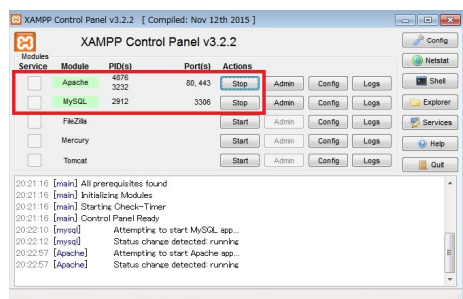 XAMPP Control Panel v3.2.2 [ Compiled: Nov 12th 2015 ]
XAMPP Control Panel v3.2.2
Config
Modules
Service Module PID(s) Port(s) Actions
Netstat
Apache 4876 3232 80, 443 Stop Admin Config Logs
Shell
MySQL 2912 3306 Stop Admin Config Logs
Explorer
FileZilla Start Admin Config Logs
Services
Mercury Start Admin Config Logs
Help
Tomcat Start Admin Config Logs
Quit
20:21:16 [main] All prerequisites found
20:21:16 [main] Initializing Modules
20:21:16 [main] Starting Check-Timer
20:21:16 [main] Control Panel Ready
20:22:10 [mysql] Attempting to start MySQL app...
20:22:12 [mysql] Status change detected: running
20:22:57 [Apache] Attempting to start Apache app...
20:22:57 [Apache] Status change detected: running